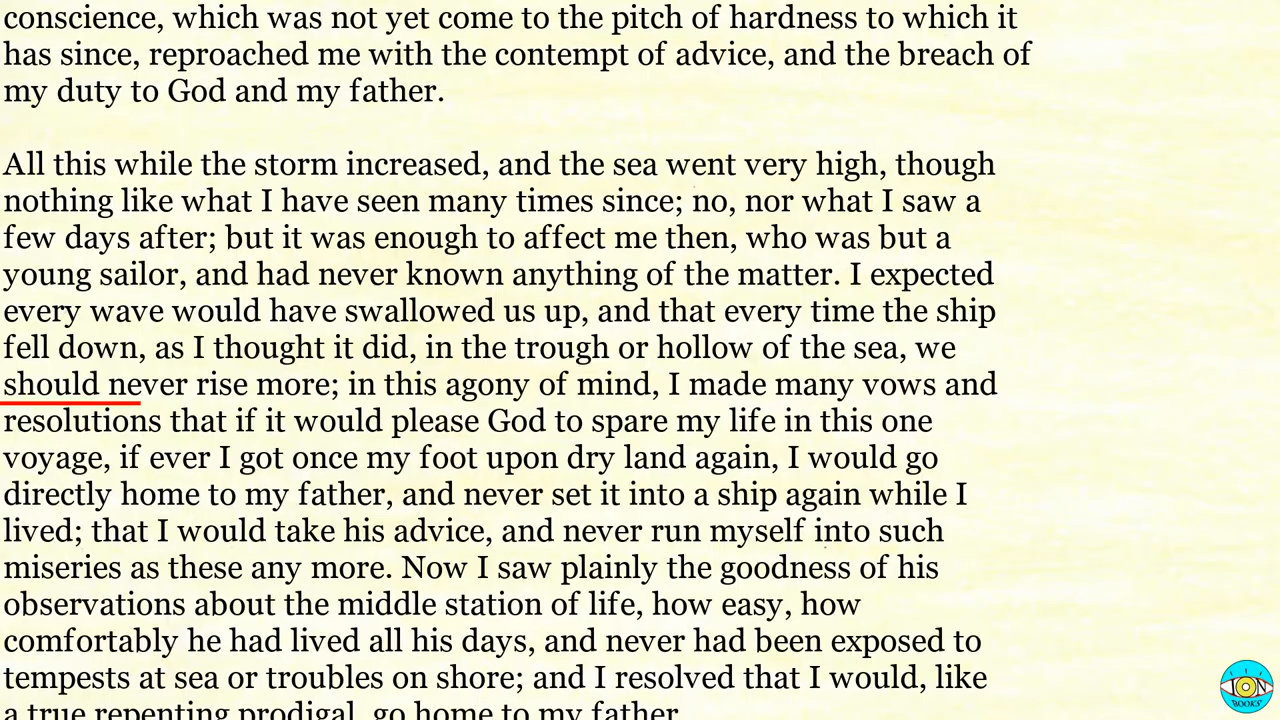 conscience, which was not yet come to the pitch of hardness to which it
has since, reproached me with the contempt of advice, and the breach of
my duty to God and my father.
All this while the storm increased, and the sea went very high, though
nothing like what I have seen many times since; no, nor what I saw a
few days after; but it was enough to affect me then, who was but a
young sailor, and had never known anything of the matter. I expected
every wave would have swallowed us up, and that every time the ship
fell down, as I thought it did, in the trough or hollow of the sea, we
should never rise more; in this agony of mind, I made many vows and
resolutions that if it would please God to spare my life in this one
voyage, if ever I got once my foot upon dry land again, I would go
directly home to my father, and never set it into a ship again while I
lived; that I would take his advice, and never run myself into such
miseries as these any more. Now I saw plainly the goodness of his
observations about the middle station of life, how easy, how
comfortably he had lived all his days, and never had been exposed to
tempests at sea or troubles on shore; and I resolved that I would, like
a true repenting prodigal, go home to my father.
ION
BOOKS